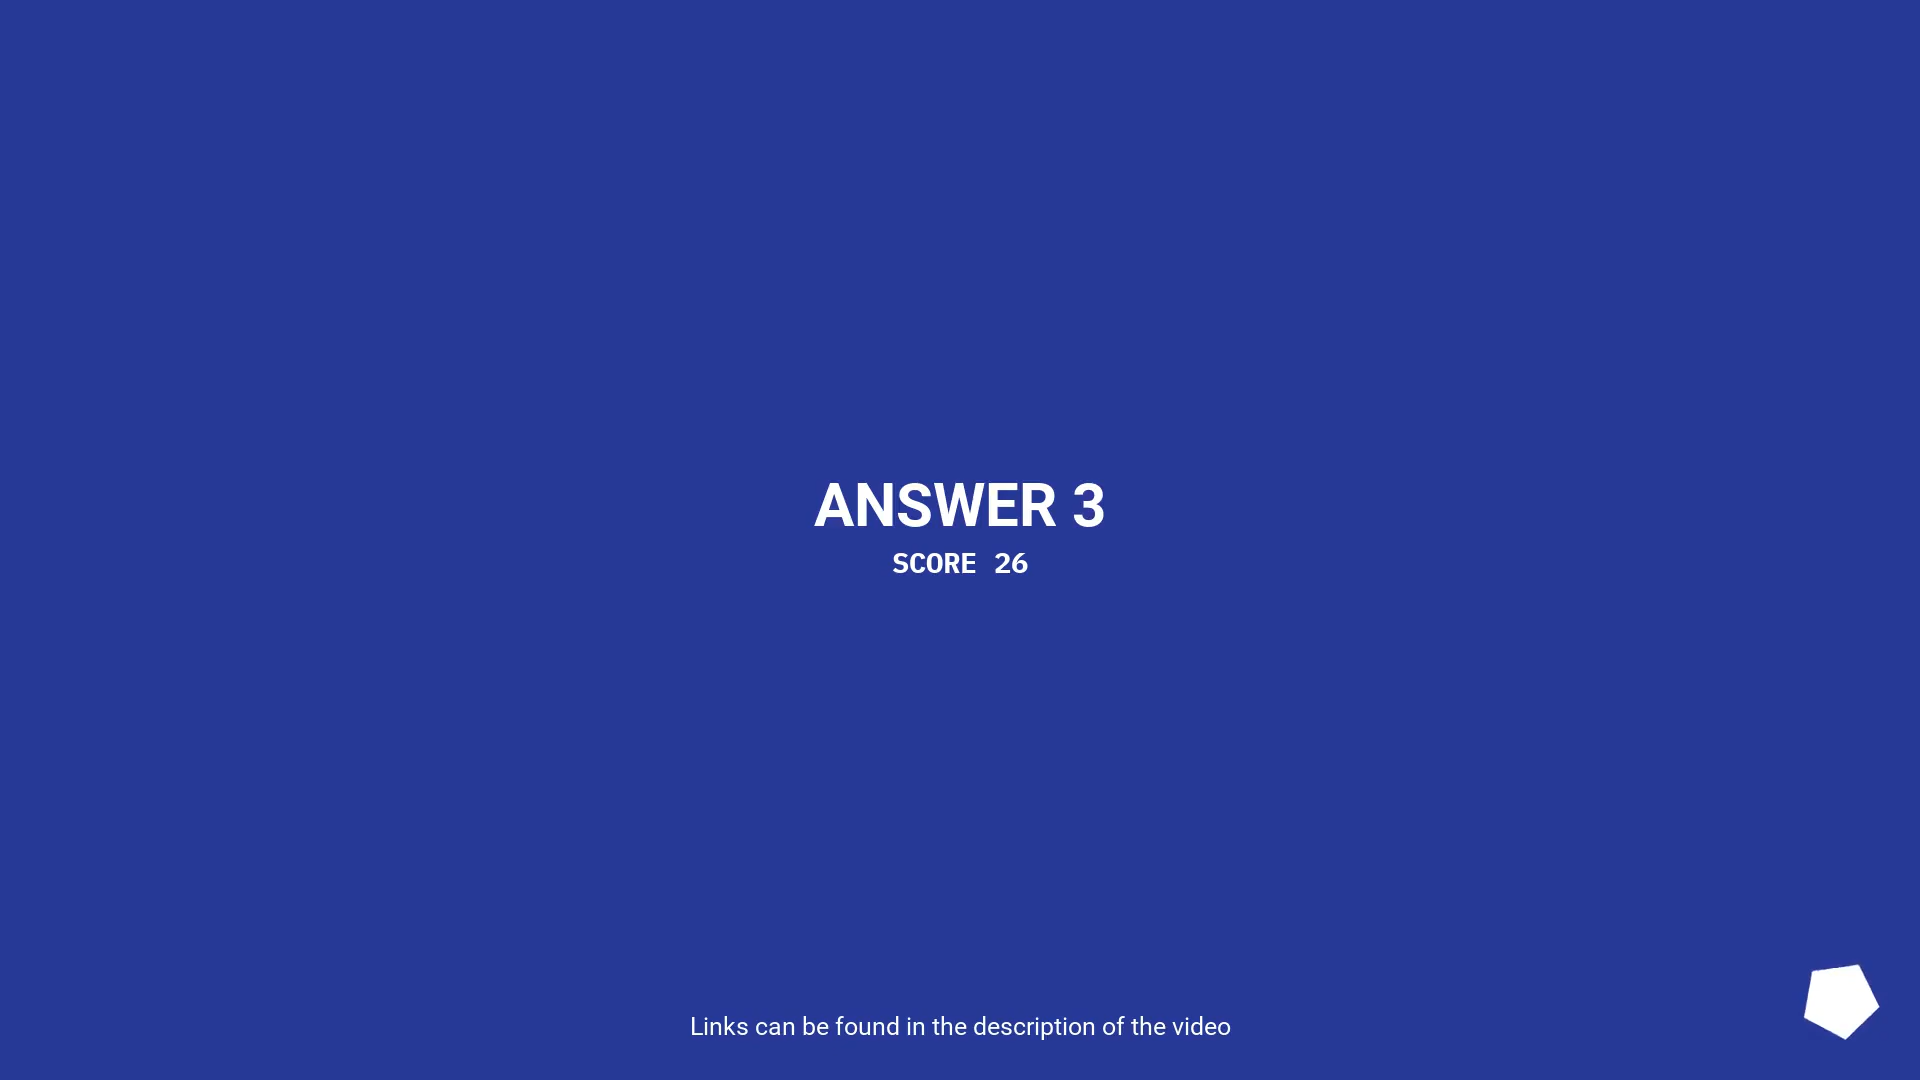 ANSWER 3
SCORE 26
Links can be found in the description of the video